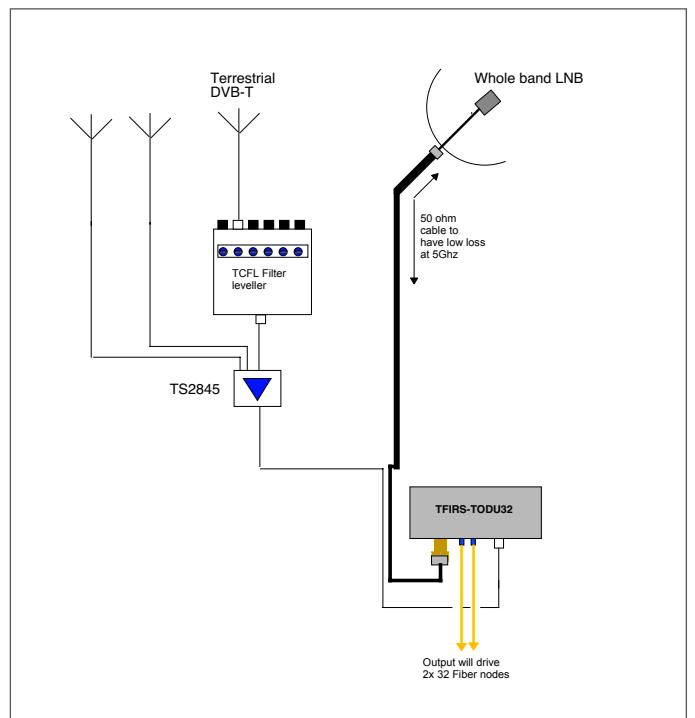 Terrestrial
DVB-T
Whole band LNB
50 ohm
cable to
have low loss
at 5Ghz
TCFL Filter
leveller
TS2845
TFIRS-TODU32
Output will drive
2x 32 Fiber nodes